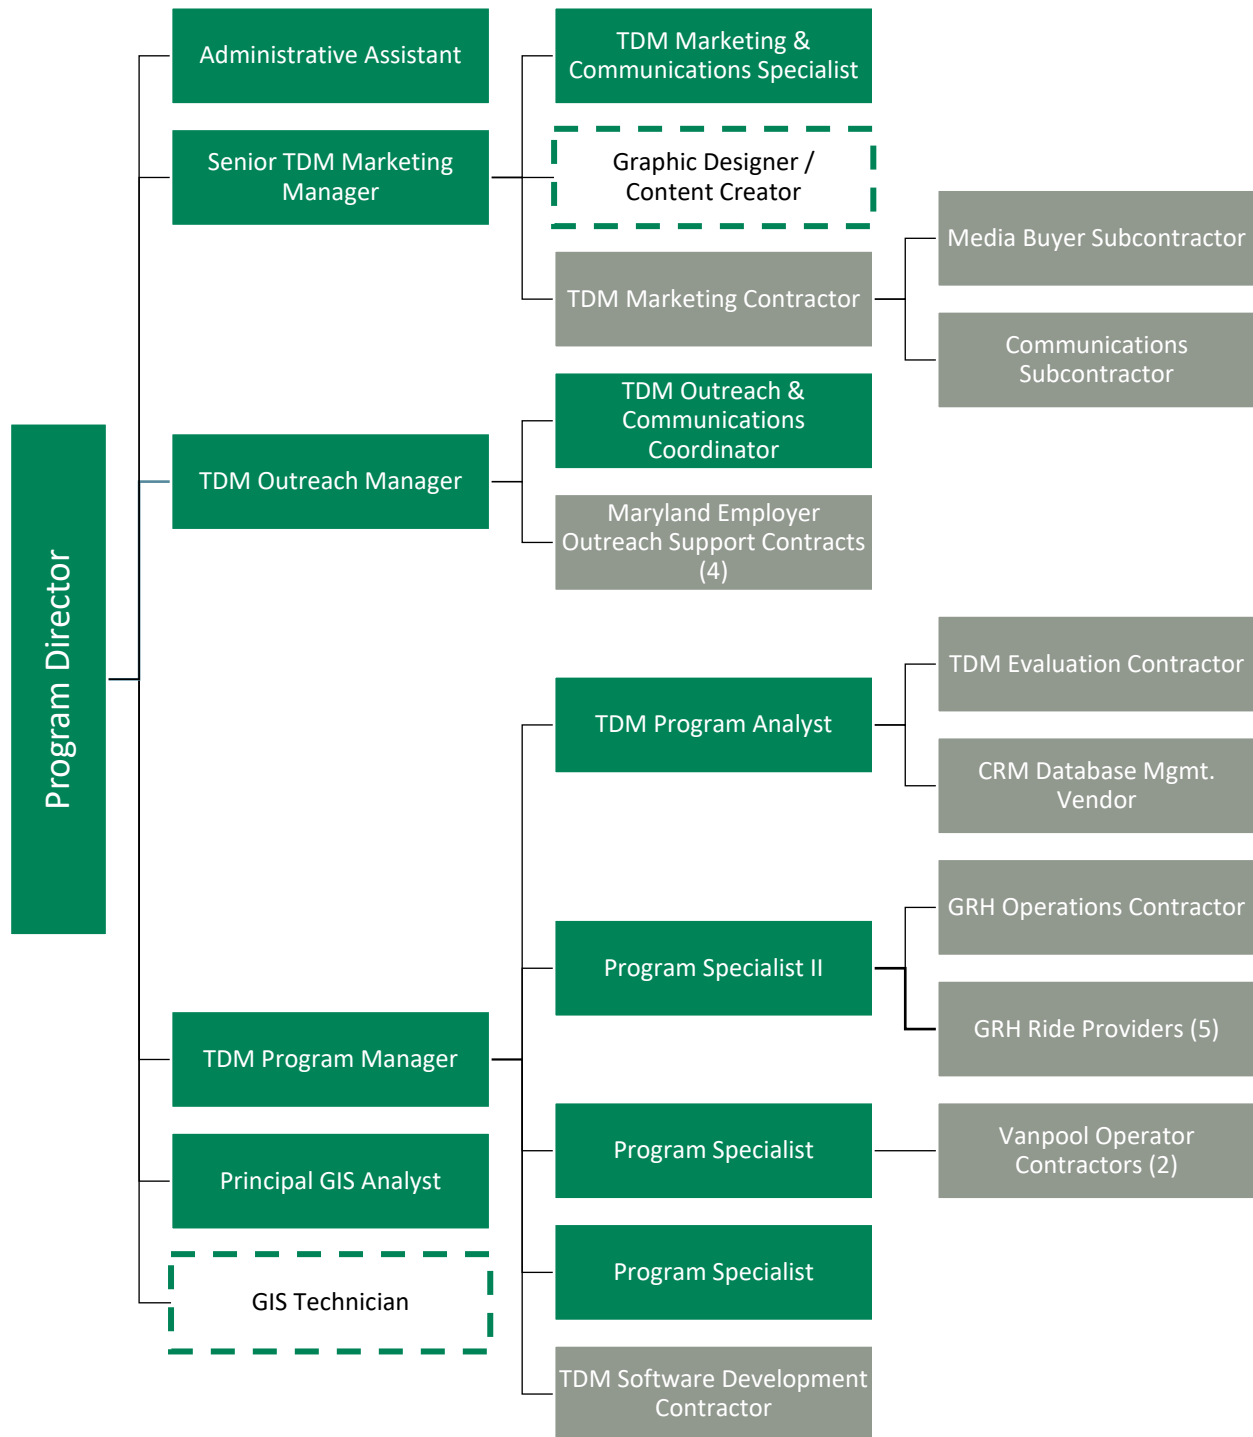 Program Director
Administrative Assistant
Senior TDM Marketing
Manager
TDM Marketing &
Communications Specialist
Graphic Designer /
Content Creator
TDM Marketing Contractor
Media Buyer Subcontractor
Communications
Subcontractor
TDM Outreach Manager
TDM Outreach &
Communications
Coordinator
Maryland Employer
Outreach Support Contracts
(4)
TDM Program Manager
TDM Program Analyst
TDM Evaluation Contractor
CRM Database Mgmt.
Vendor
Program Specialist II
GRH Operations Contractor
GRH Ride Providers (5)
Program Specialist
Vanpool Operator
Contractors (2)
Program Specialist
TDM Software Development
Contractor
Principal GIS Analyst
GIS Technician